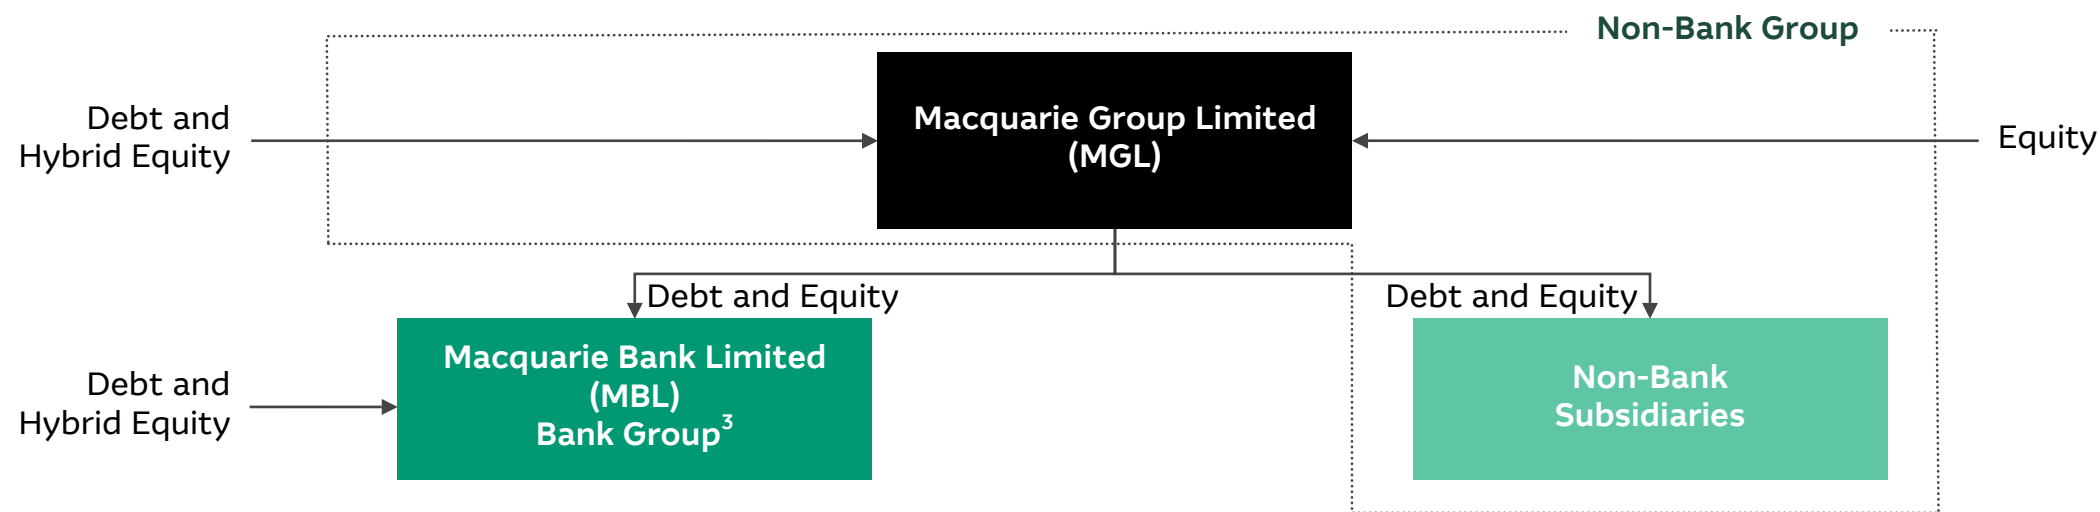 Non-Bank Group
Debt and
Hybrid Equity
Macquarie Group Limited
(MGL)
Equity
Debt and Equity
Debt and Equity
Debt and
Hybrid Equity
Macquarie Bank Limited
(MBL)
Bank Group³
Non-Bank
Subsidiaries